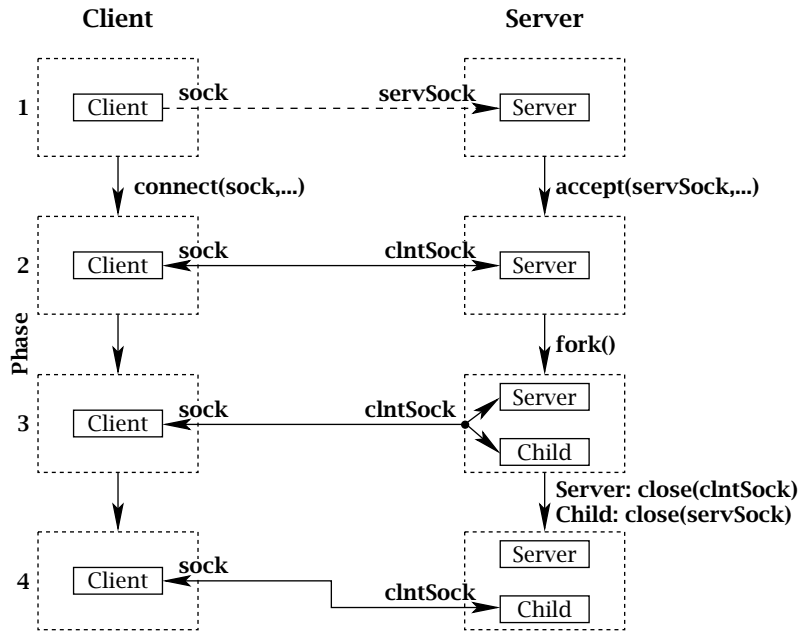 Client Server
1 Client sock servSock Server
connect(sock,...) accept(servSock,...)
2 Client sock clntSock Server
Phase
fork()
3 Client sock clntSock Server
Child
Server: close(clntSock)
Child: close(servSock)
4 Client sock Server
clntSock Child